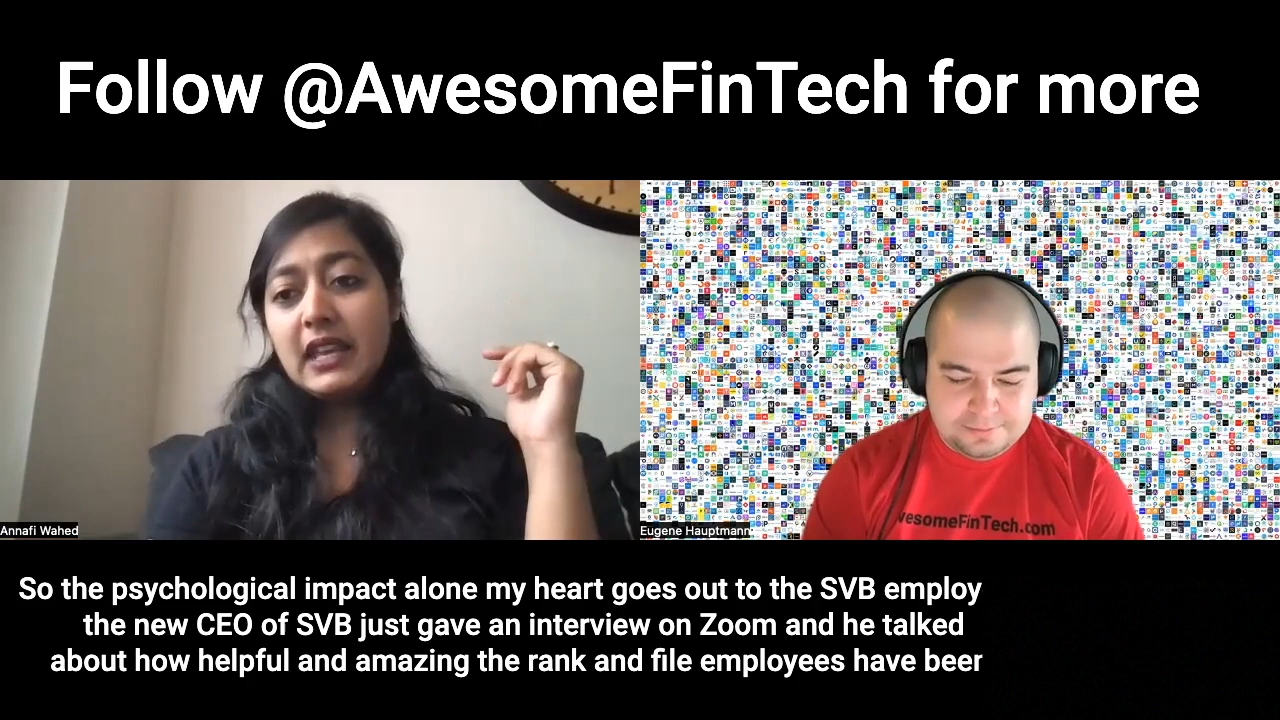 Follow @AwesomeFinTech for more
Annafi Wahed
Eugene Hauptmann
wesomeFinTech.com
So the psychological impact alone my heart goes out to the SVB employ
the new CEO of SVB just gave an interview on Zoom and he talked
about how helpful and amazing the rank and file employees have beer